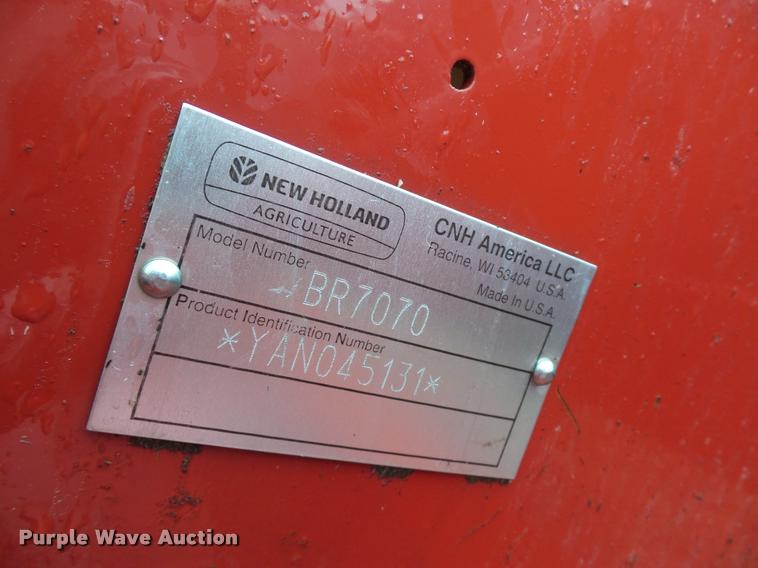 NEW HOLLAND
AGRICULTURE
CNH America LLC
Racine, WI 53404 U.S.A.
Made in U.S.A.
Model Number
BR7070
Product Identification Number
*YAN045131*
Purple Wave Auction